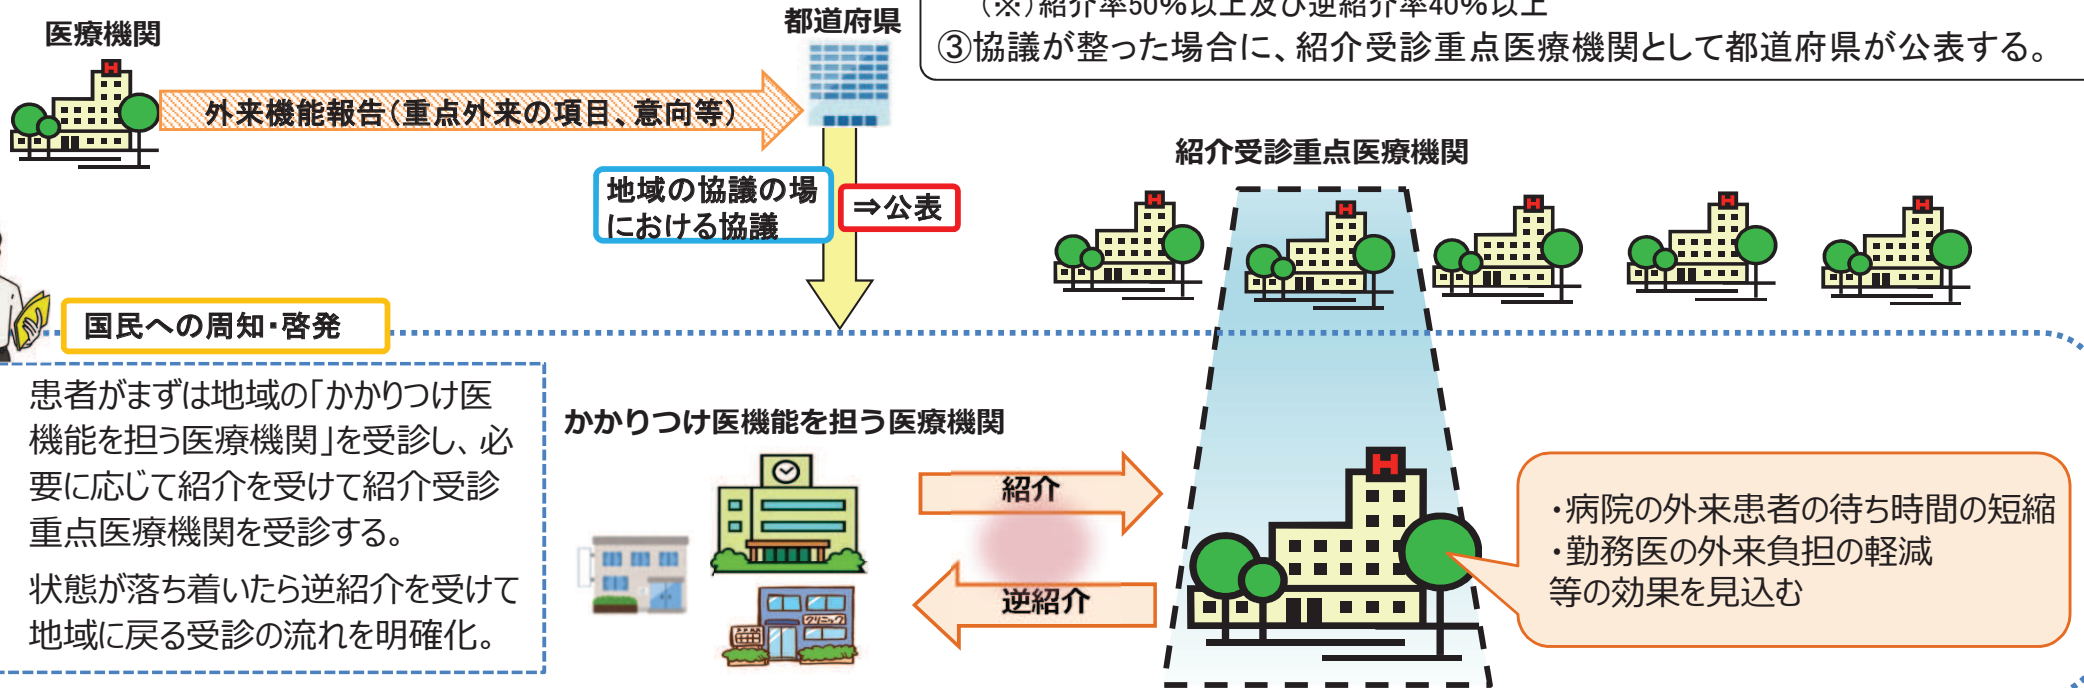 (※)紹介率50%以上及び逆紹介率40%以上
③協議が整った場合に、紹介受診重点医療機関として都道府県が公表する。
医療機関
都道府県
外来機能報告(重点外来の項目、意向等)
地域の協議の場
における協議
⇒公表
紹介受診重点医療機関
H
H
H
H
H
H
国民への周知・啓発
患者がまずは地域の「かかりつけ医
機能を担う医療機関」を受診し、必
要に応じて紹介を受けて紹介受診
重点医療機関を受診する。
状態が落ち着いたら逆紹介を受けて
地域に戻る受診の流れを明確化。
かかりつけ医機能を担う医療機関
クリニック
紹介
逆紹介
H
・病院の外来患者の待ち時間の短縮
・勤務医の外来負担の軽減
等の効果を見込む